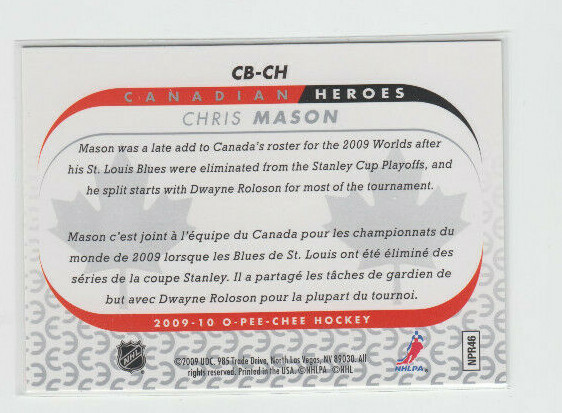 CB-CH
CANADIAN HEROES
CHRIS MASON
Mason was a late add to Canada's roster for the 2009 Worlds after
his St. Louis Blues were eliminated from the Stanley Cup Playoffs, and
he split starts with Dwayne Roloson for most of the tournament.
Mason c'est joint à l'équipe du Canada pour les championnats du
monde de 2009 lorsque les Blues de St. Louis ont été éliminé des
séries de la coupe Stanley. Il a partagé les tâches de gardien de
but avec Dwayne Roloson pour la plupart du tournoi.
2009-10 O-PEE-CHEE HOCKEY
NHL
©2009 UDC, 985 Trade Drive, North Las Vegas, NV 89030. All
rights reserved. Printed in the USA. ©NHLPA. ©NHL
NHLPA
NPR46